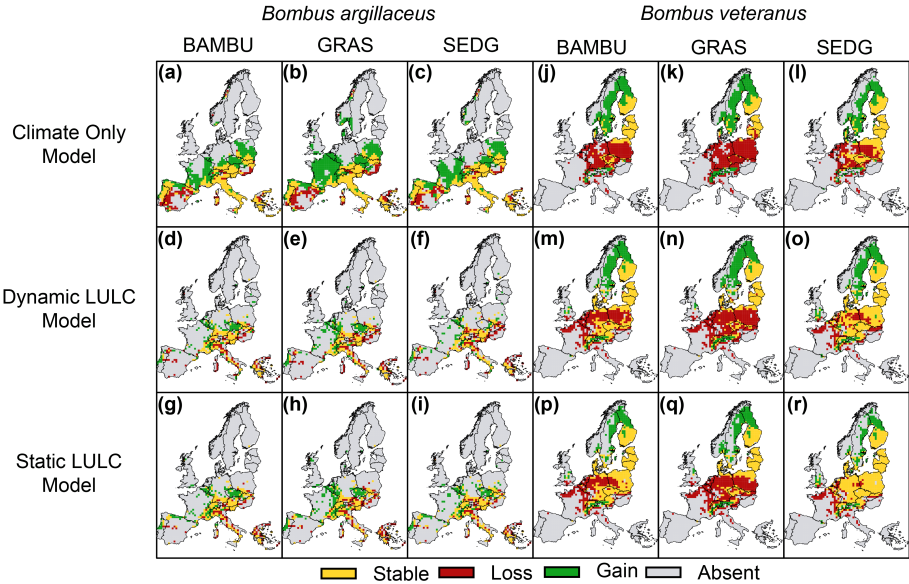 Bombus argillaceus Bombus veteranus
BAMBU GRAS SEDG BAMBU GRAS SEDG
(a) (b) (c) (j) (k) (l)
Climate Only
Model
(d) (e) (f) (m) (n) (o)
Dynamic LULC
Model
(g) (h) (i) (p) (q) (r)
Static LULC
Model
Stable Loss Gain Absent